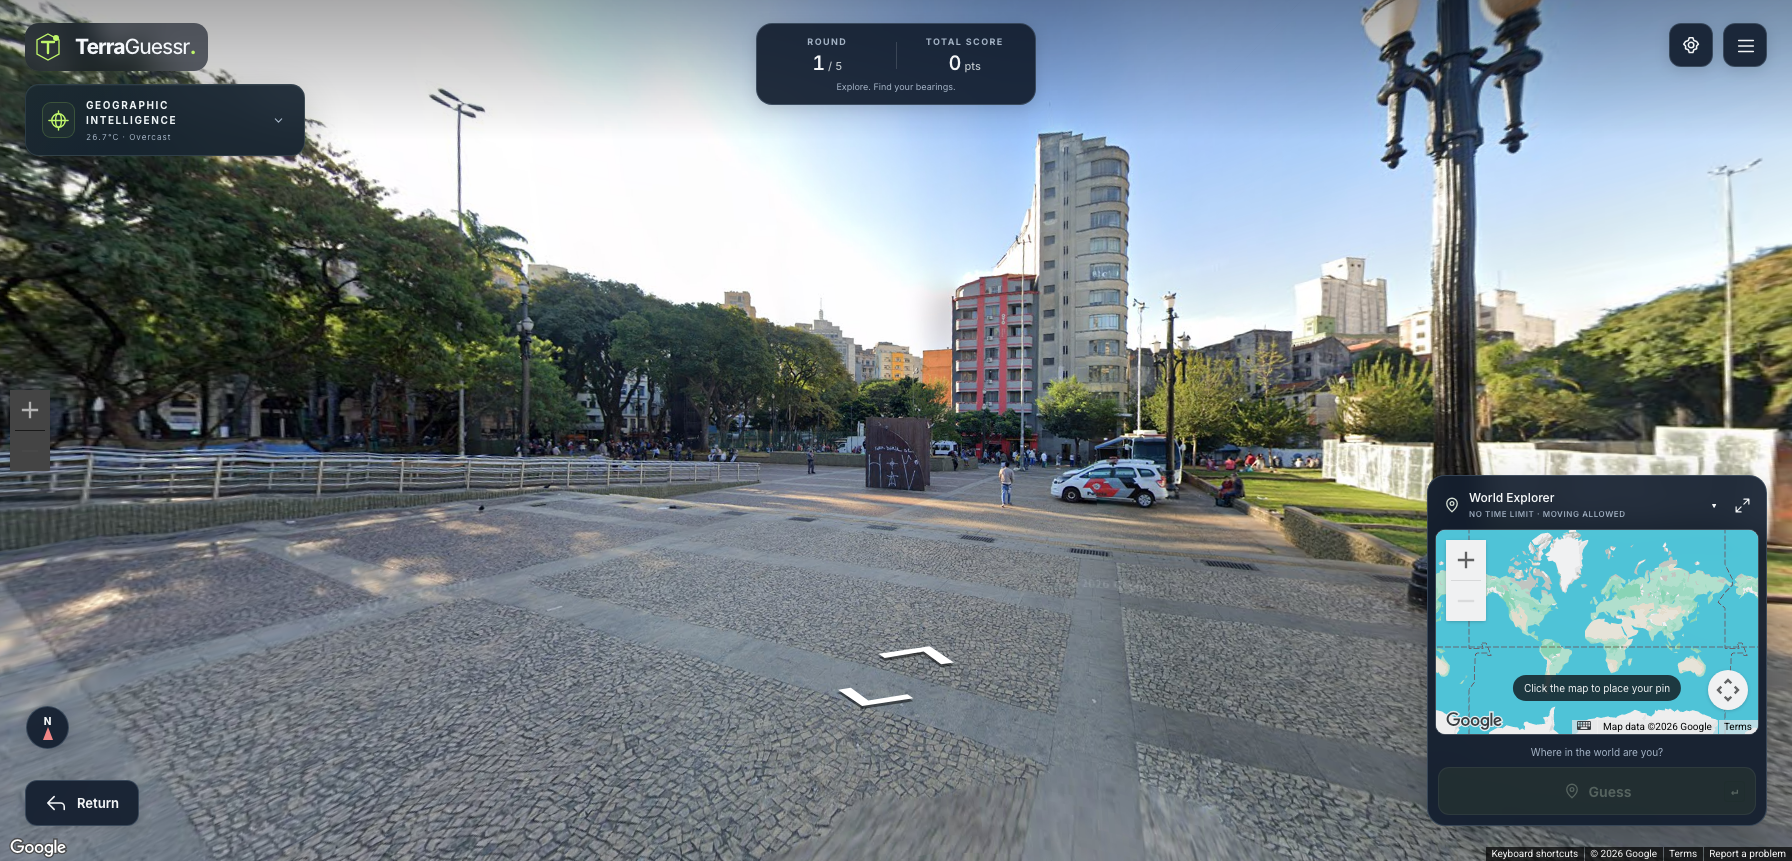 TerraGuessr.
GEOGRAPHIC
INTELLIGENCE
26.7°C · Overcast
ROUND
1 / 5
TOTAL SCORE
0 pts
Explore. Find your bearings.
World Explorer
NO TIME LIMIT · MOVING ALLOWED
Click the map to place your pin
Google
Map data ©2026 Google
Terms
Where in the world are you?
Guess
N
Return
Google
Keyboard shortcuts
© 2026 Google
Terms
Report a problem